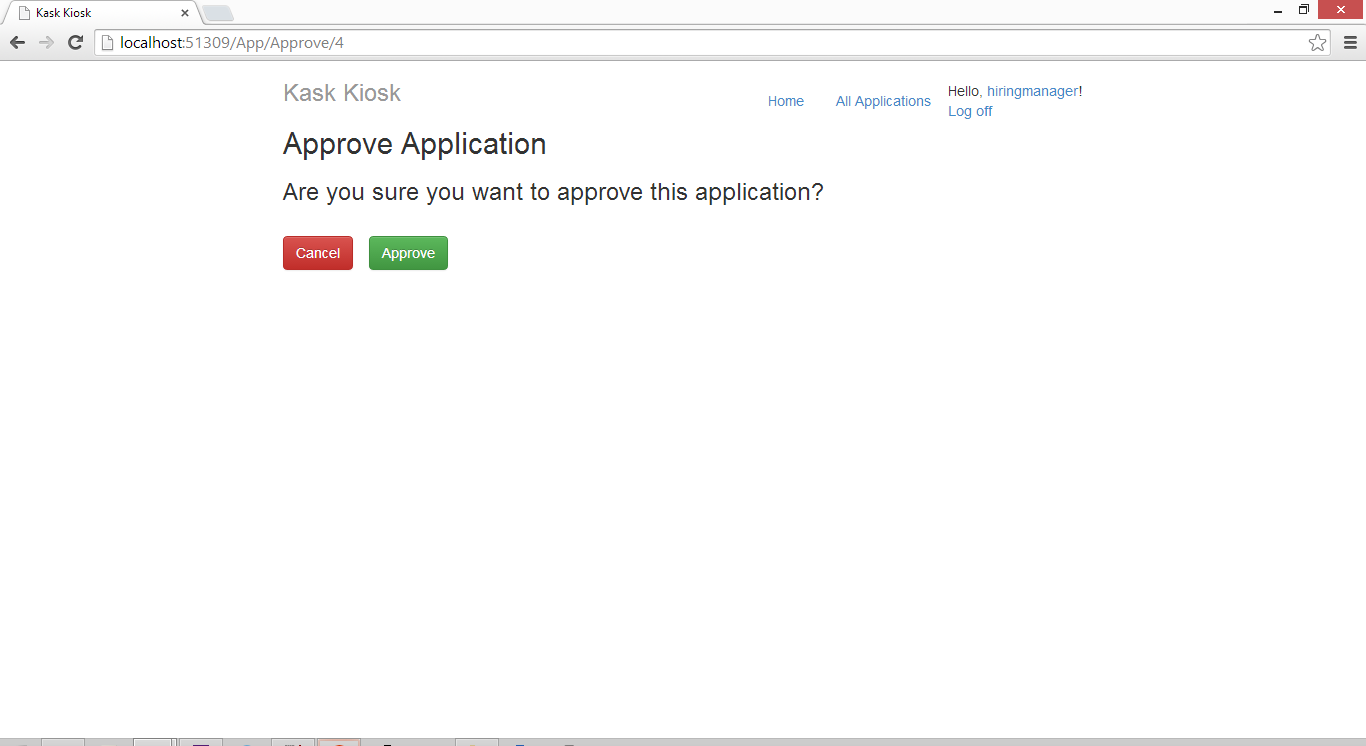 Kask Kiosk
localhost:51309/App/Approve/4
Kask Kiosk
Home
All Applications
Hello, hiringmanager!
Log off
Approve Application
Are you sure you want to approve this application?
Cancel
Approve